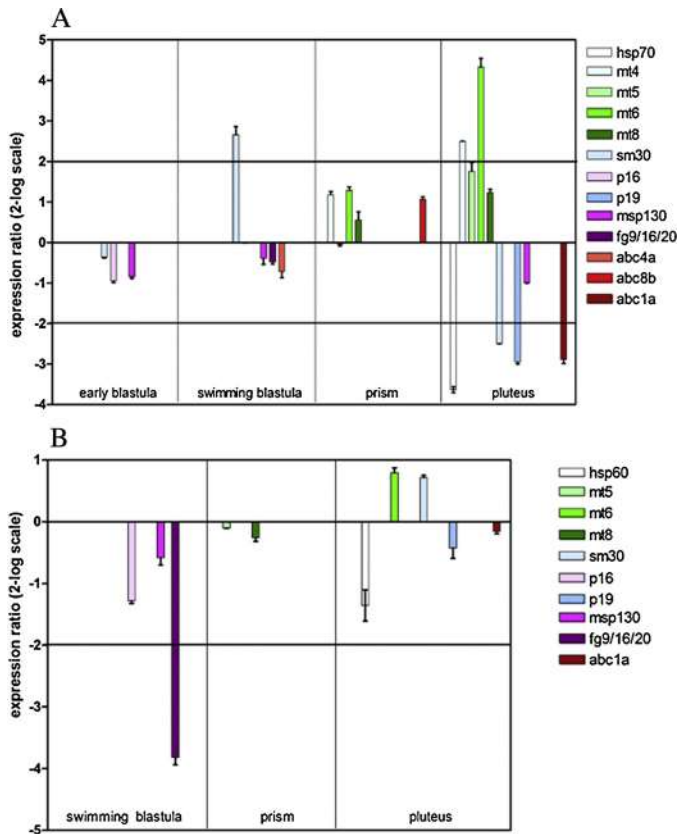 A
expression ratio (2-log scale)
5
4
3
2
1
0
-1
-2
-3
-4
early blastula
swimming blastula
prism
pluteus
hsp70
mt4
mt5
mt6
mt8
sm30
p16
p19
msp130
fg9/16/20
abc4a
abc8b
abc1a
B
expression ratio (2-log scale)
1
0
-1
-2
-3
-4
-5
swimming blastula
prism
pluteus
hsp60
mt5
mt6
mt8
sm30
p16
p19
msp130
fg9/16/20
abc1a